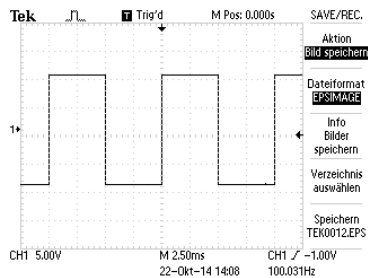 Tek T Trig'd M Pos: 0.000s SAVE/REC.
Aktion
Bild speichern
Dateiformat
EPSIMAGE
1
Info
Bilder
speichern
Verzeichnis
auswählen
Speichern
TEK0012.EPS
CH1 5.00V M 2.50ms CH1 -1.00V
22-Okt-14 14:08 100.031Hz